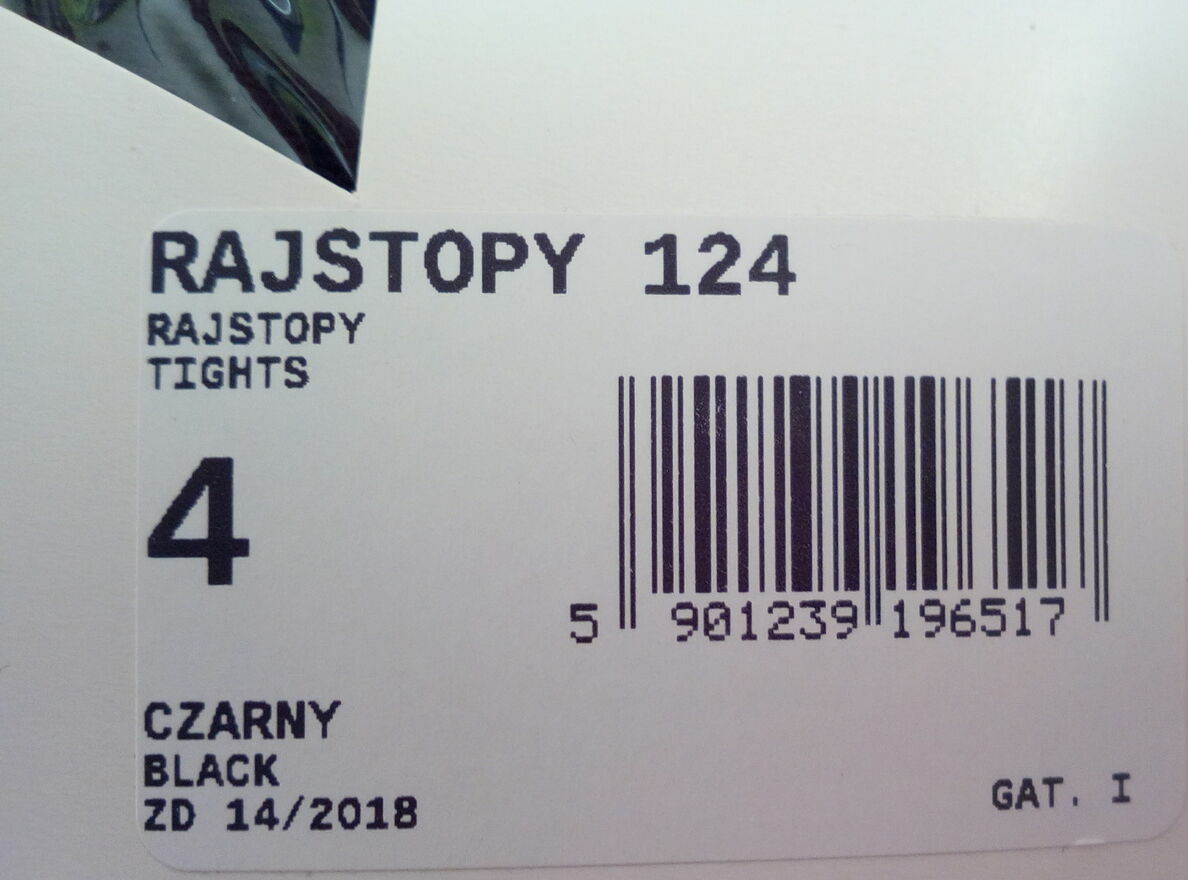 RAJSTOPY 124
RAJSTOPY
TIGHTS
4
5 901239 196517
CZARNY
BLACK
ZD 14/2018
GAT. I